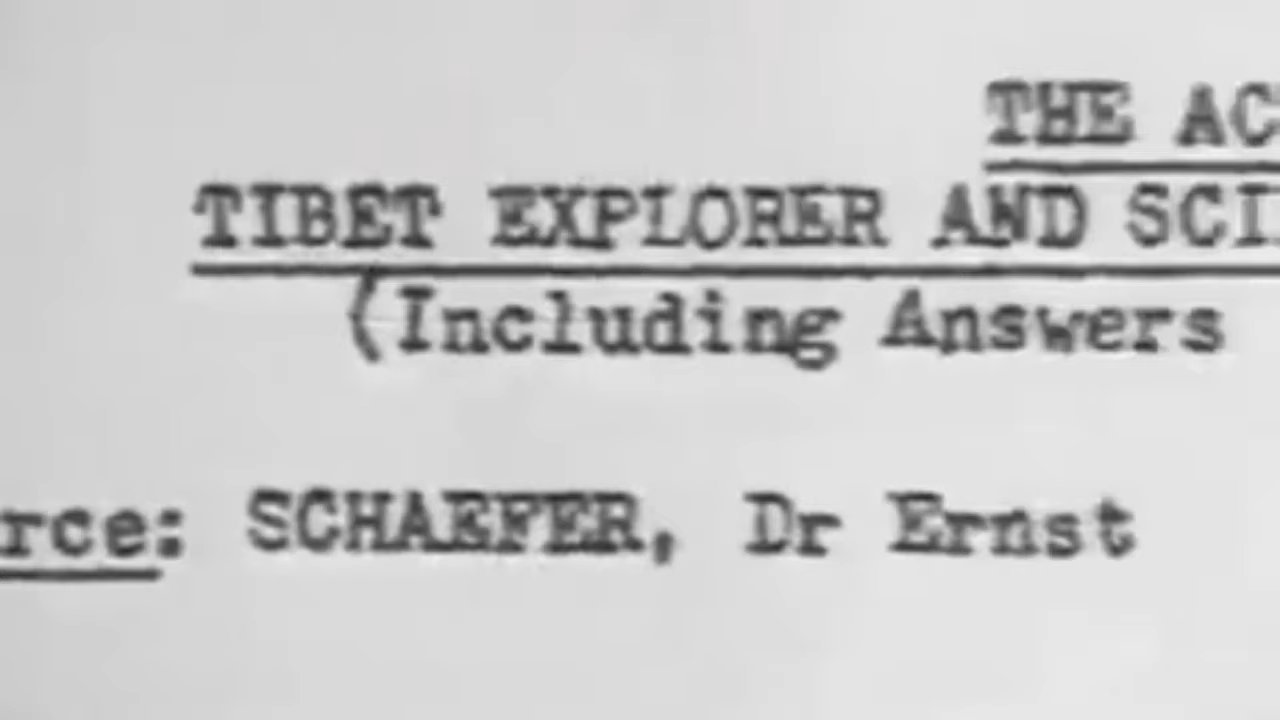 THE AC
TIBET EXPLORER AND SCI
(Including Answers
rce: SCHAEFER, Dr Ernst